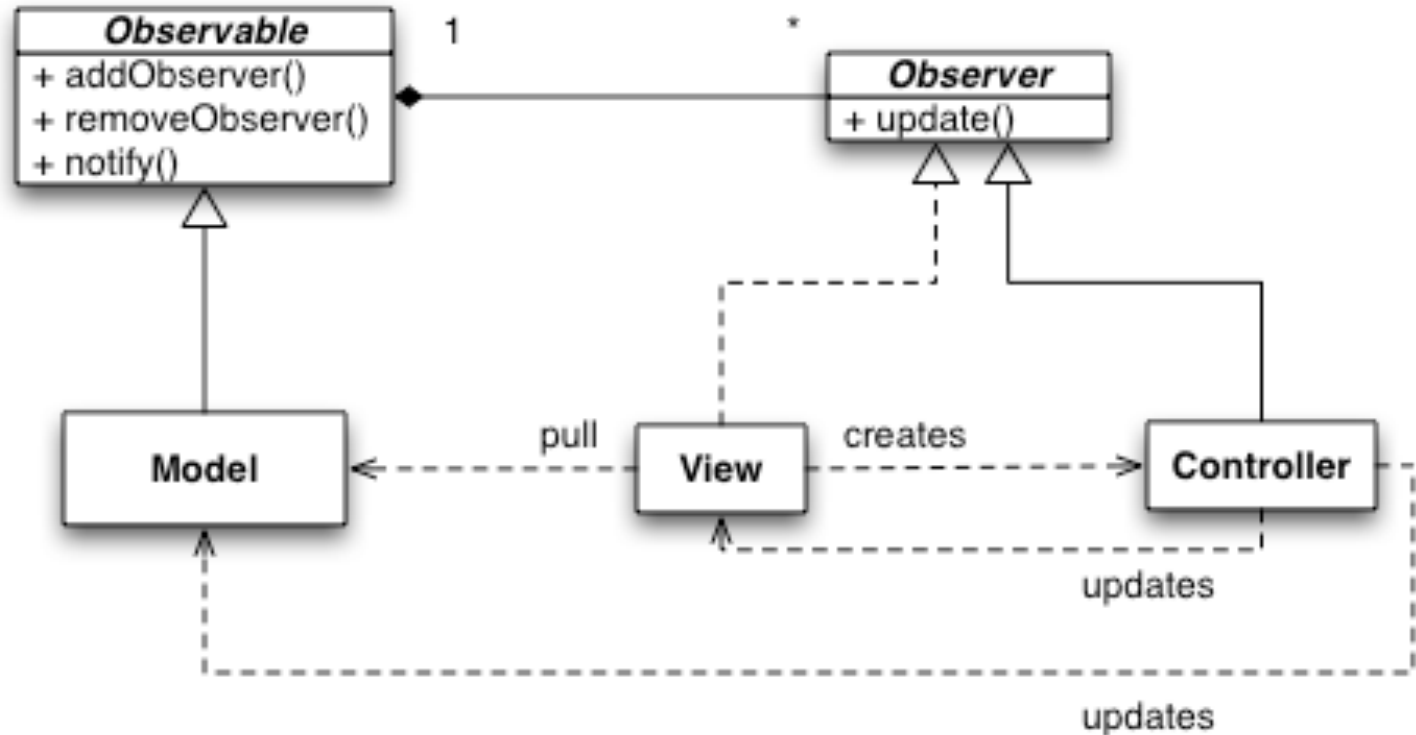 Observable
+ addObserver()
+ removeObserver()
+ notify()
1
*
Observer
+ update()
Model
pull
View
creates
Controller
updates
updates